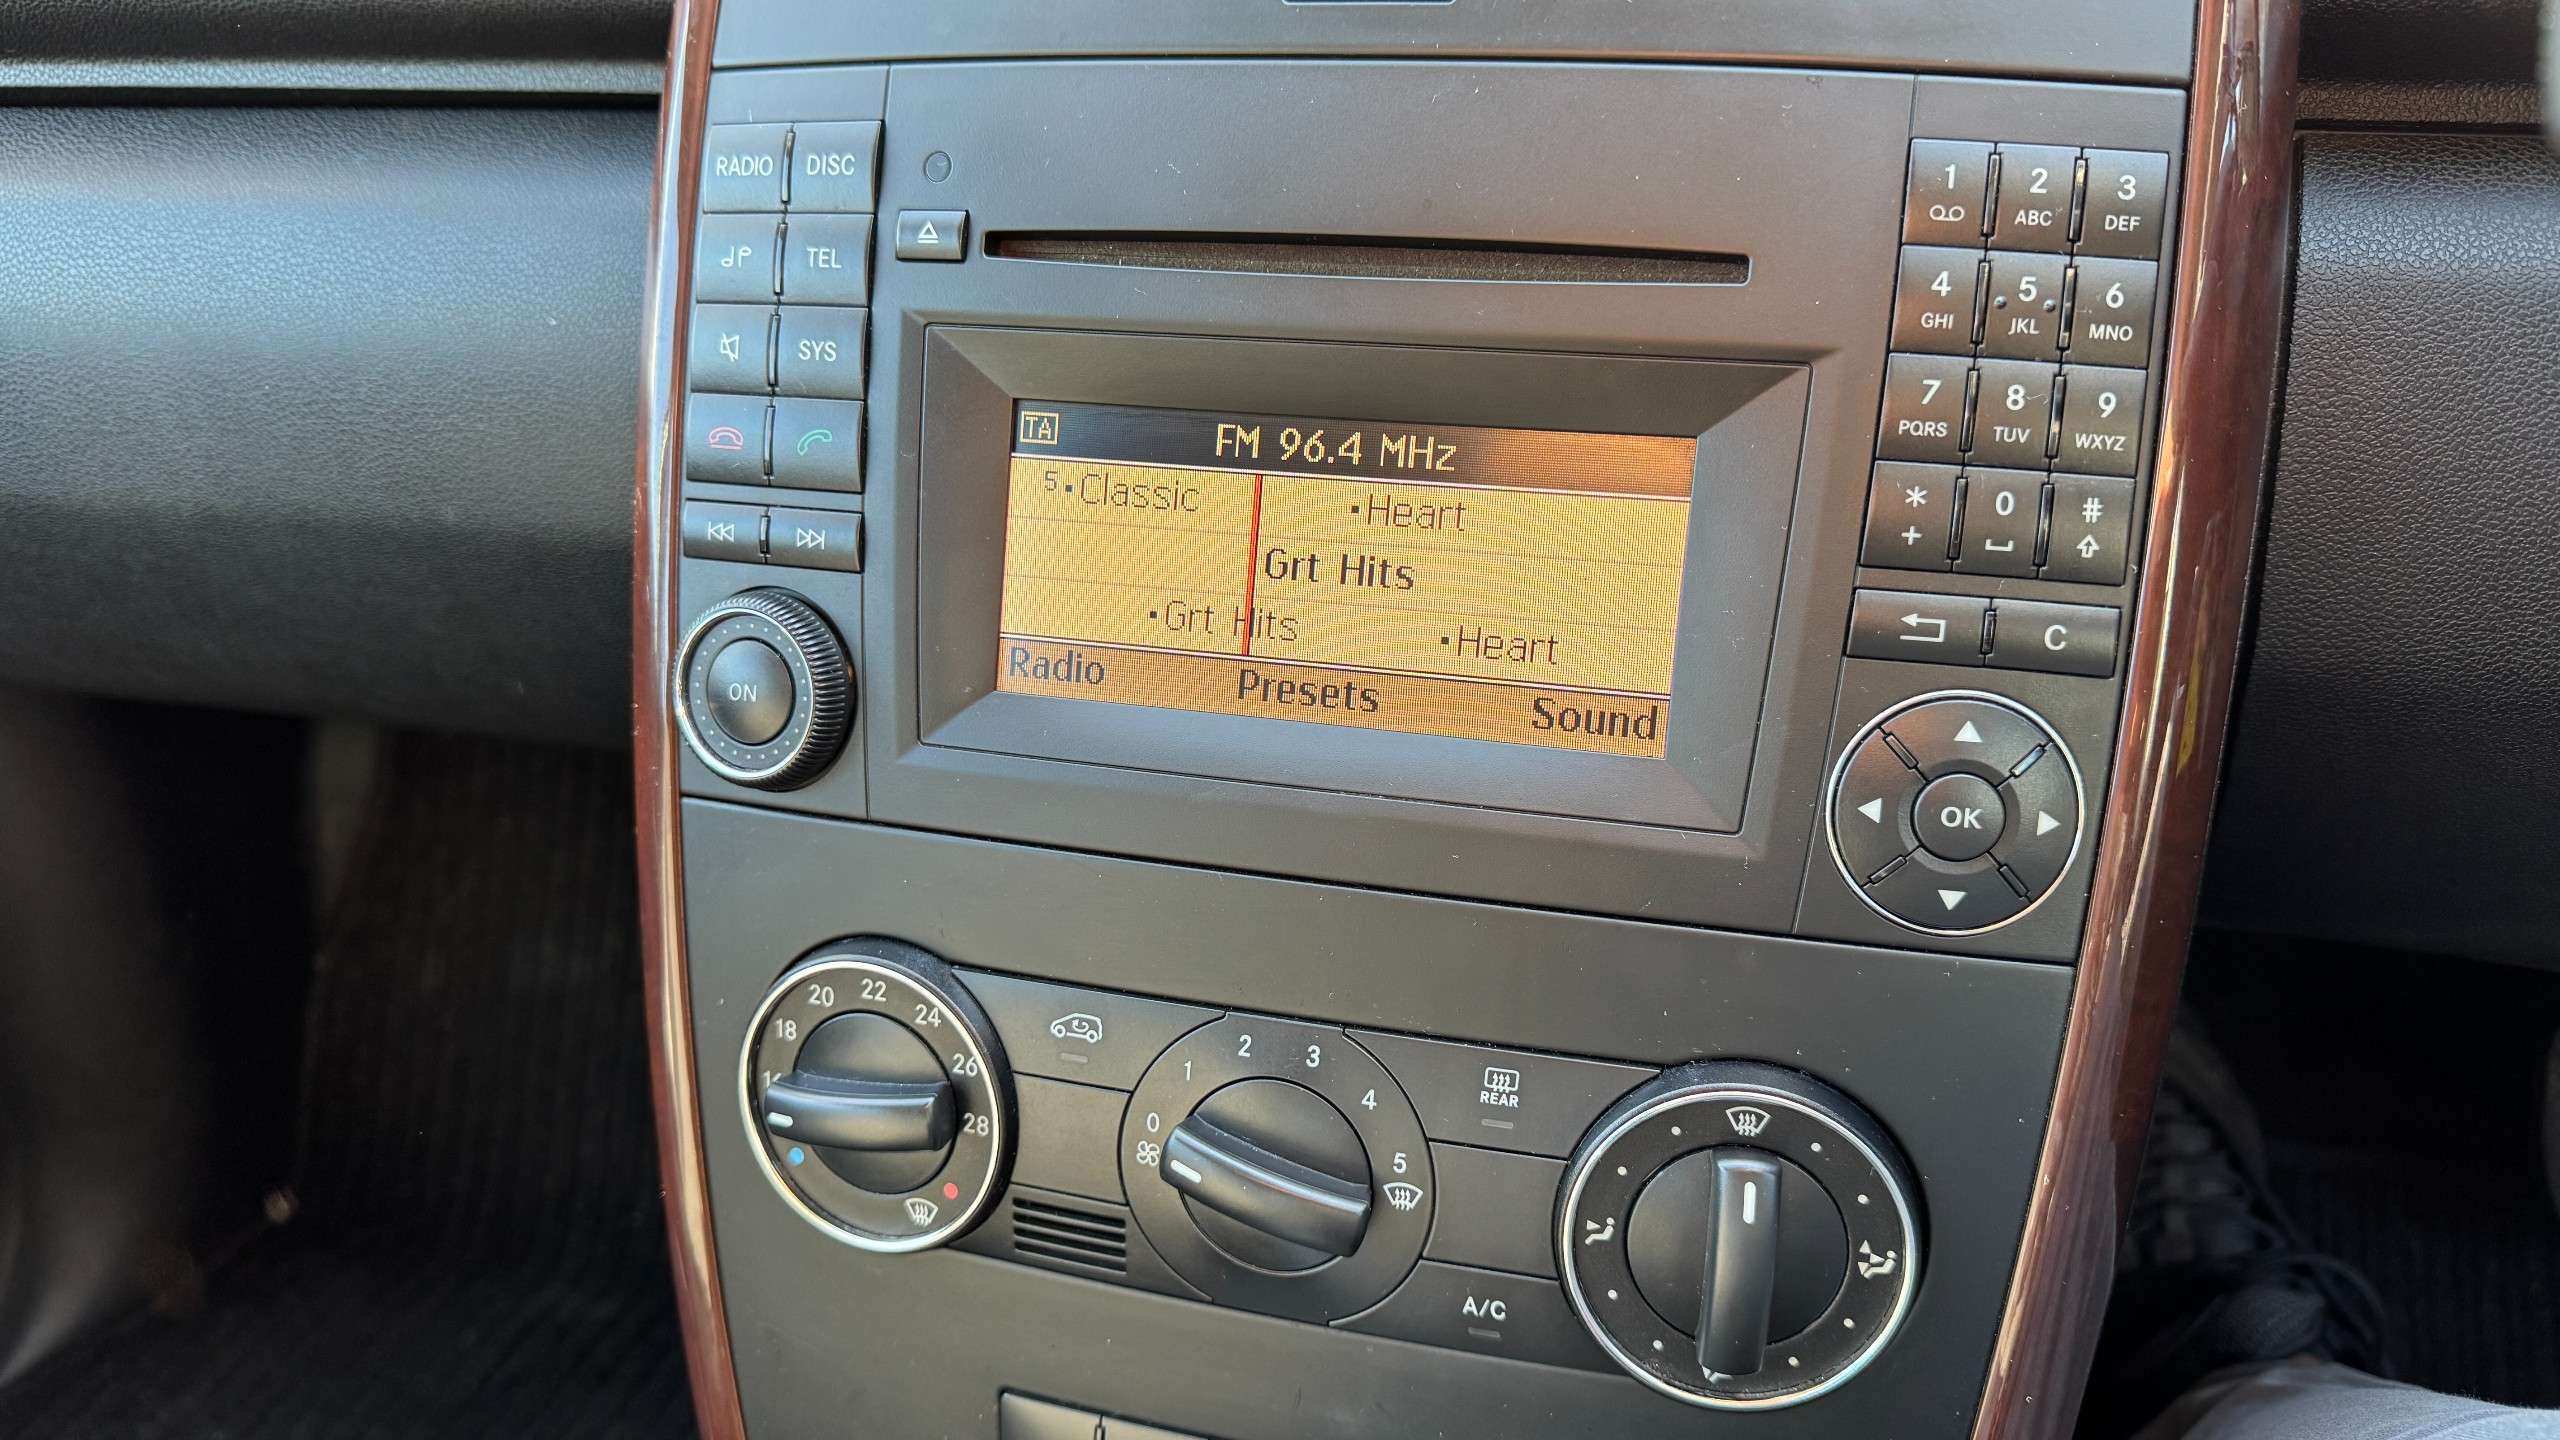 RADIO DISC
TEL
SYS
ON
TA FM 96.4 MHz
5 Classic Heart
Grt Hits
Grt Hits Heart
Radio Presets Sound
1 2 3
ABC DEF
4 5 6
GHI JKL MNO
7 8 9
PQRS TUV WXYZ
* 0 #
+
C
OK
18 20 22 24 26 28
0 1 2 3 4 5
REAR
A/C